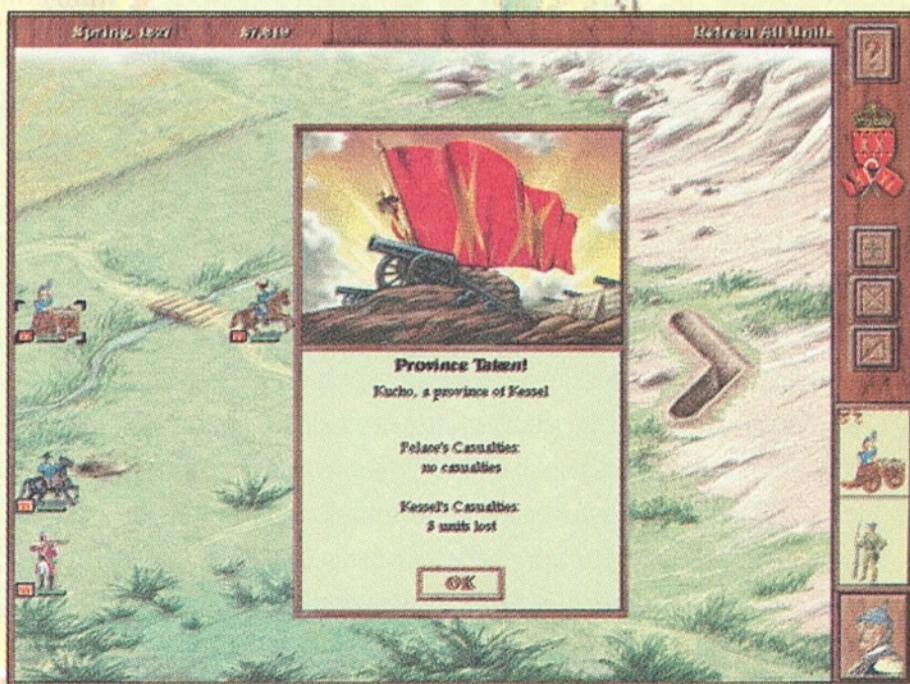 Spring, 1827 $7,819 Retreat All Units
Province Taken!
Kucho, a province of Kessel
Pelace's Casualties:
no casualties
Kessel's Casualties:
8 units lost
OK